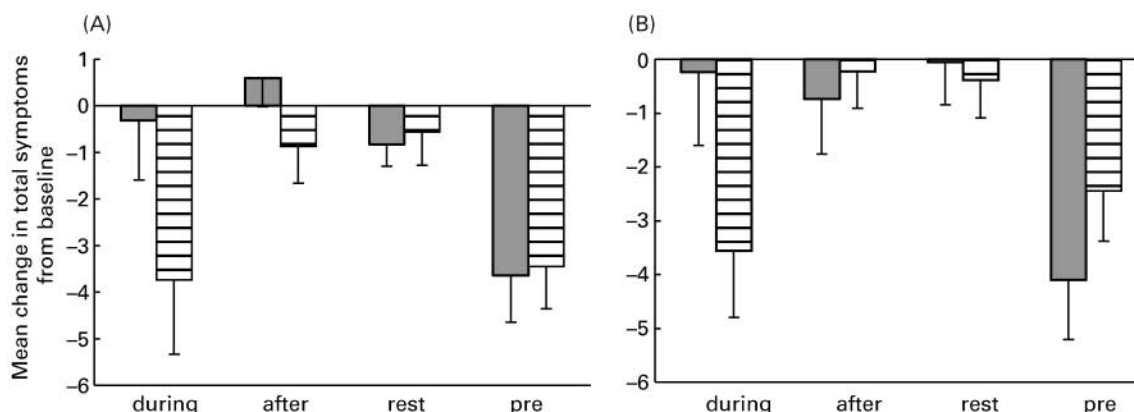 (A)
Mean change in total symptoms
from baseline
1
0
–1
–2
–3
–4
–5
–6
during after rest pre
(B)
0
–1
–2
–3
–4
–5
–6
during after rest pre